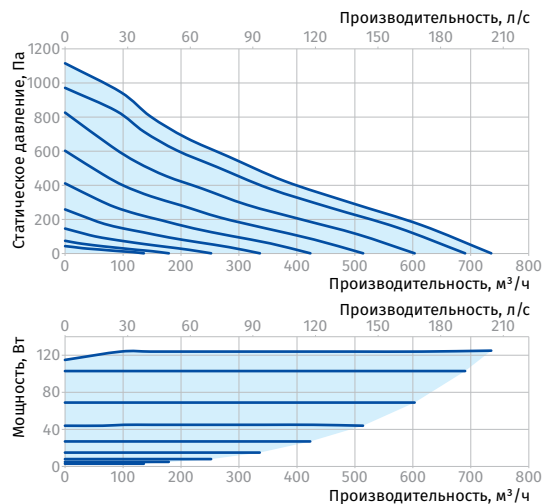 Производительность, л/с
0 30 60 90 120 150 180 210
Статическое давление, Па
1200
1000
800
600
400
200
0
0 100 200 300 400 500 600 700 800
Производительность, м³/ч
Производительность, л/с
0 30 60 90 120 150 180 210
Мощность, Вт
120
80
40
0
0 100 200 300 400 500 600 700 800
Производительность, м³/ч